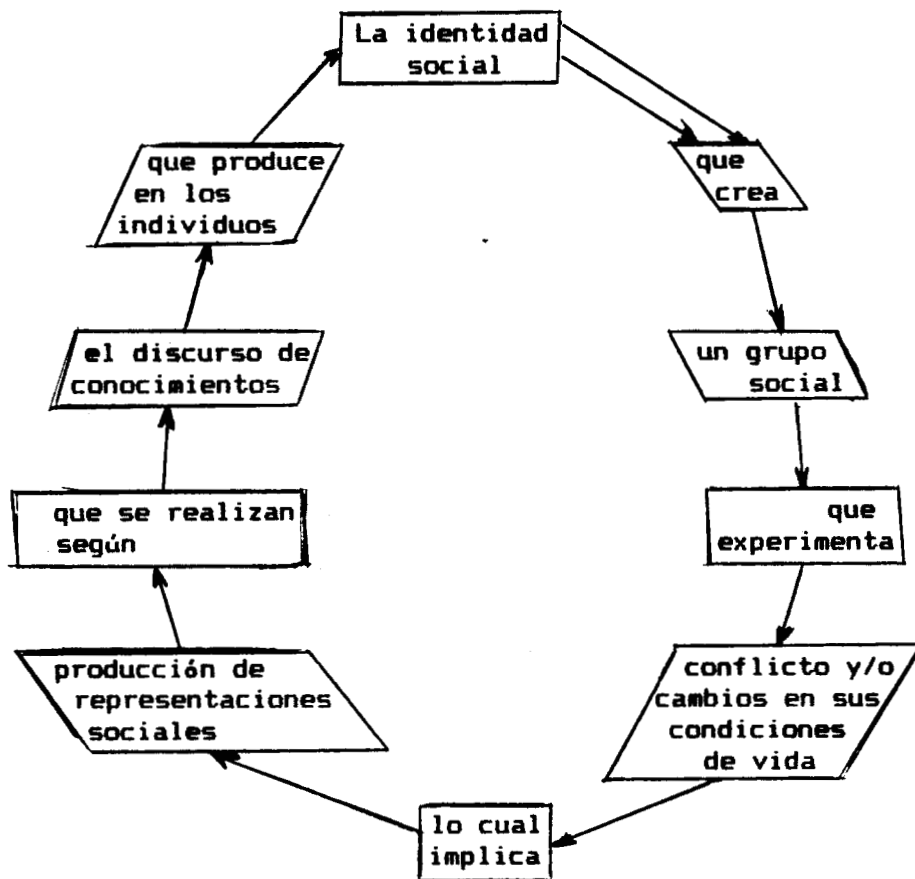 La identidad
social
que
crea
un grupo
social
que
experimenta
conflicto y/o
cambios en sus
condiciones
de vida
lo cual
implica
producción de
representaciones
sociales
que se realizan
según
el discurso de
conocimientos
que produce
en los
individuos